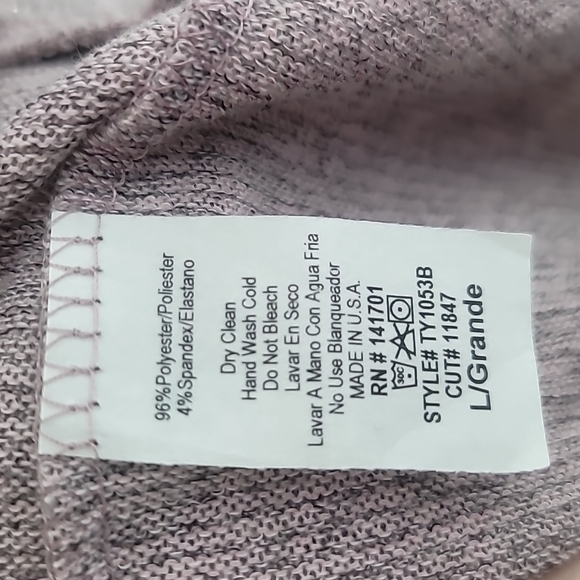 96%Polyester/Poliester
4%Spandex/Elastano
Dry Clean
Hand Wash Cold
Do Not Bleach
Lavar En Seco
Lavar A Mano Con Agua Fria
No Use Blanqueador
MADE IN U.S.A.
RN # 141701
30C
STYLE# TY1053B
CUT# 11847
L/Grande